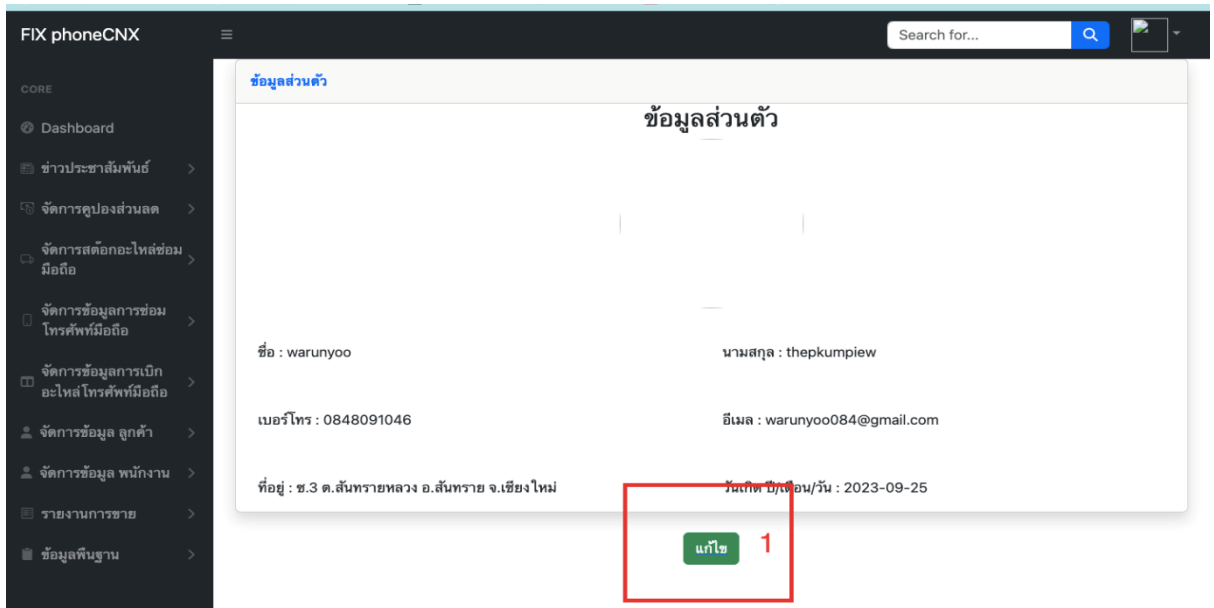 FIX phoneCNX
Search for...
CORE
Dashboard
ข่าวประชาสัมพันธ์
จัดการคูปองส่วนลด
จัดการสต๊อกอะไหล่ซ่อม
มือถือ
จัดการข้อมูลการซ่อม
โทรศัพท์มือถือ
จัดการข้อมูลการเบิก
อะไหล่โทรศัพท์มือถือ
จัดการข้อมูล ลูกค้า
จัดการข้อมูล พนักงาน
รายงานการขาย
ข้อมูลพื้นฐาน
ข้อมูลส่วนตัว
ข้อมูลส่วนตัว
ชื่อ : warunyoo
นามสกุล : thepkumpiew
เบอร์โทร : 0848091046
อีเมล : warunyoo084@gmail.com
ที่อยู่ : ซ.3 ต.สันทรายหลวง อ.สันทราย จ.เชียงใหม่
วันเกิด ปี/เดือน/วัน : 2023-09-25
แก้ไข
1